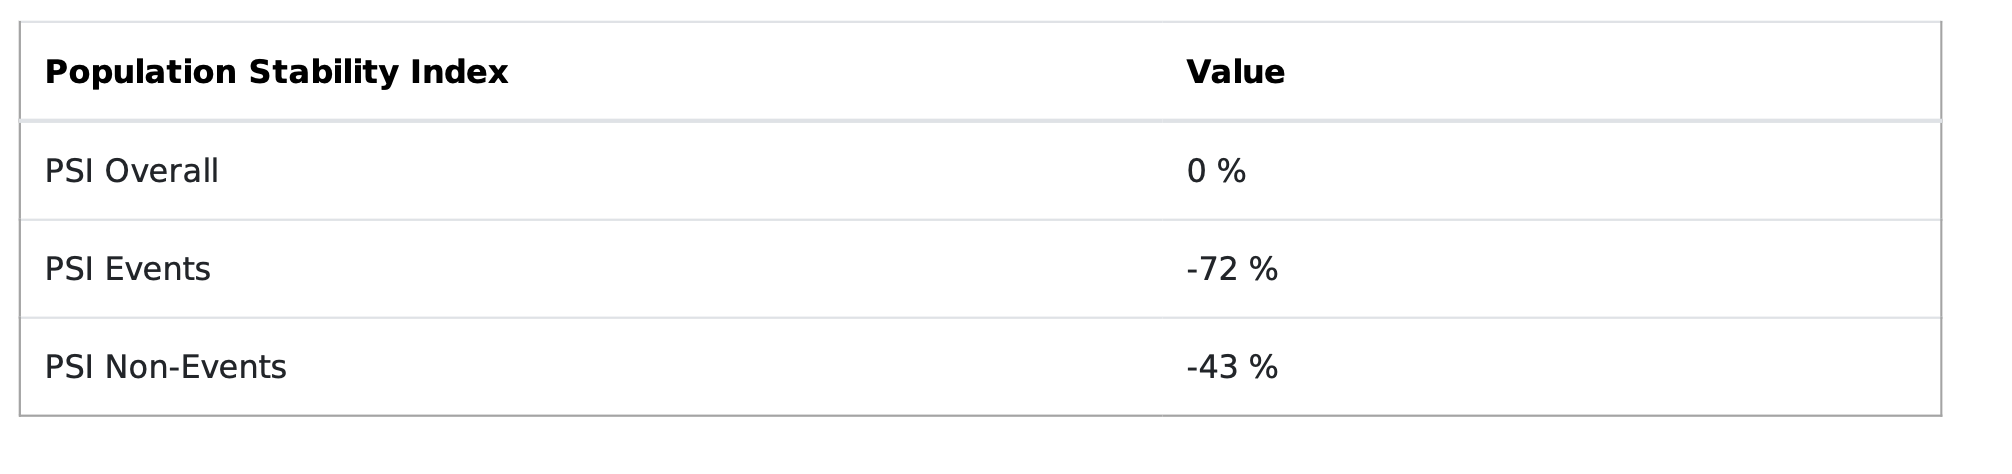 Population Stability Index Value
PSI Overall 0 %
PSI Events -72 %
PSI Non-Events -43 %